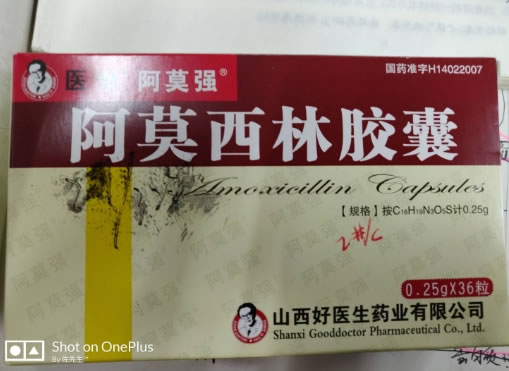 医 阿莫强®
国药准字H14022007
阿莫西林胶囊
Amoxicillin Capsules
【规格】按C₁₆H₁₉N₃O₅S计0.25g
0.25gX36粒
山西好医生药业有限公司
Shanxi Gooddoctor Pharmaceutical Co., Ltd.
Shot on OnePlus